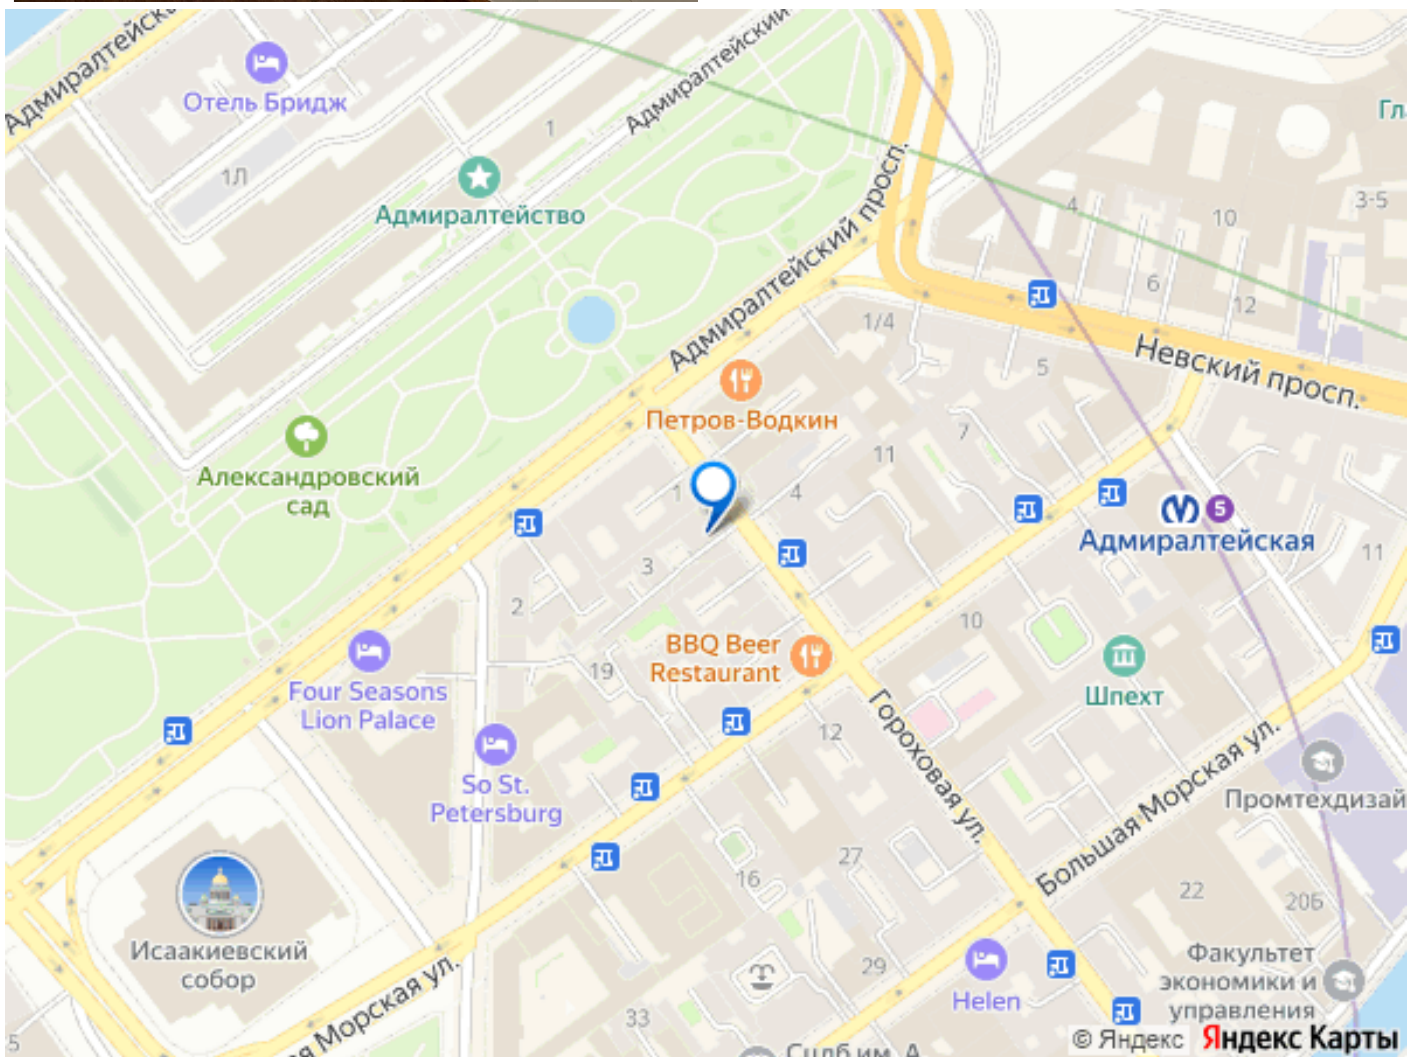 Адмиралтейск
Адмиралтейский
Отель Бридж
Гл
1
1Л
Адмиралтейство
Адмиралтейский просп.
3-5
4
10
6
12
1/4
Невский просп.
5
Петров-Водкин
7
11
Александровский
сад
1
4
5
Адмиралтейская
11
3
2
10
BBQ Beer
Restaurant
19
Four Seasons
Lion Palace
Шпехт
Гороховая ул.
12
So St.
Petersburg
Большая Морская ул.
Промтехдизай
27
16
22
20Б
Исаакиевский
собор
29
Helen
Факультет
экономики и
управления
ая Морская ул.
33
5
© Яндекс Яндекс Карты